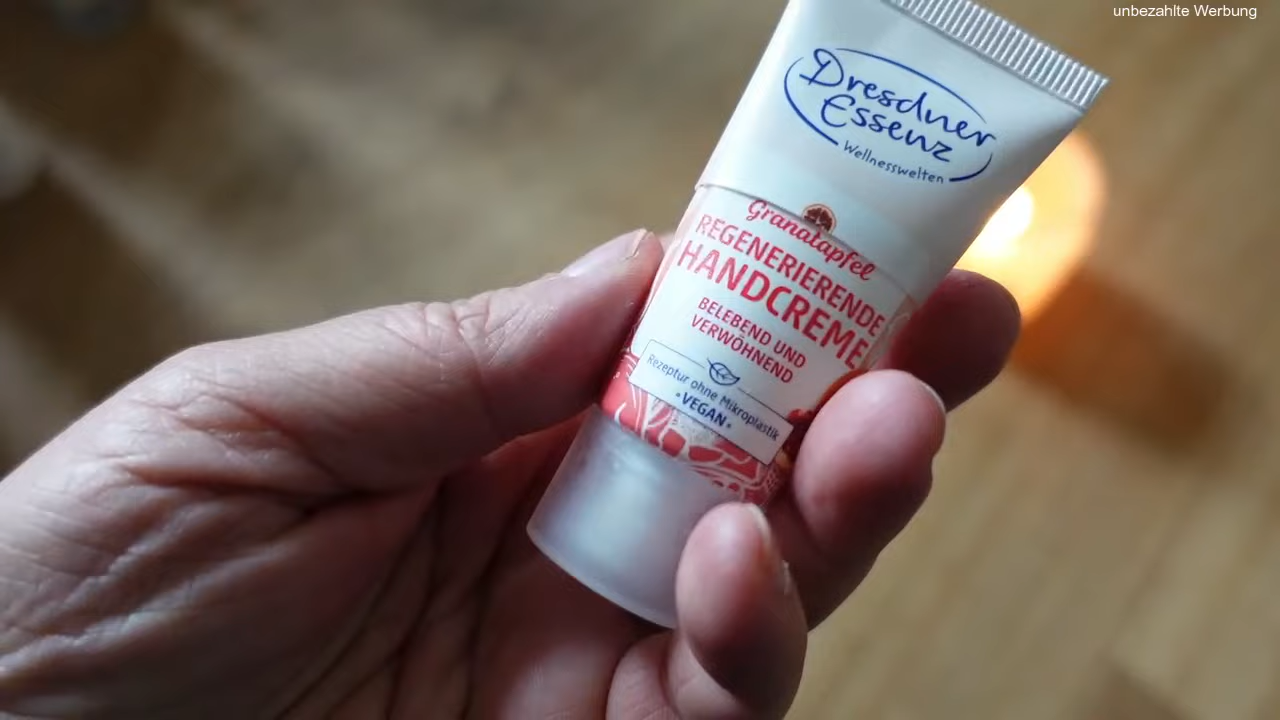 unbezahlte Werbung
Dresdner
Essenz
Wellnesswelten
Granatapfel
REGENERIERENDE
HANDCREME
BELEBEND UND
VERWÖHNEND
Rezeptur ohne Mikroplastik
•VEGAN•